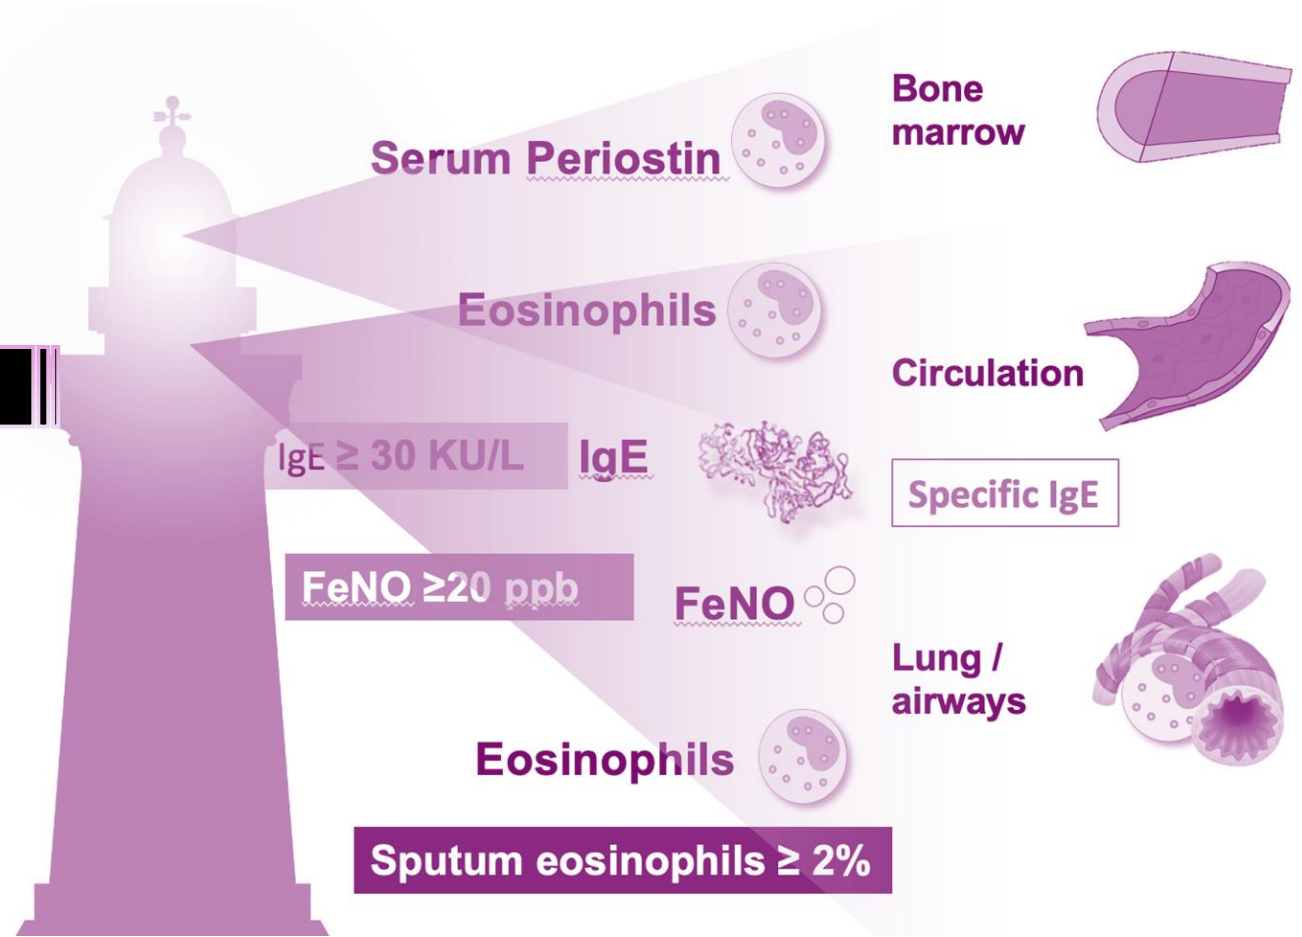 Bone
marrow
Serum Periostin
Eosinophils
Circulation
IgE ≥ 30 KU/L
IgE
Specific IgE
FeNO ≥20 ppb
FeNO
Lung /
airways
Eosinophils
Sputum eosinophils ≥ 2%